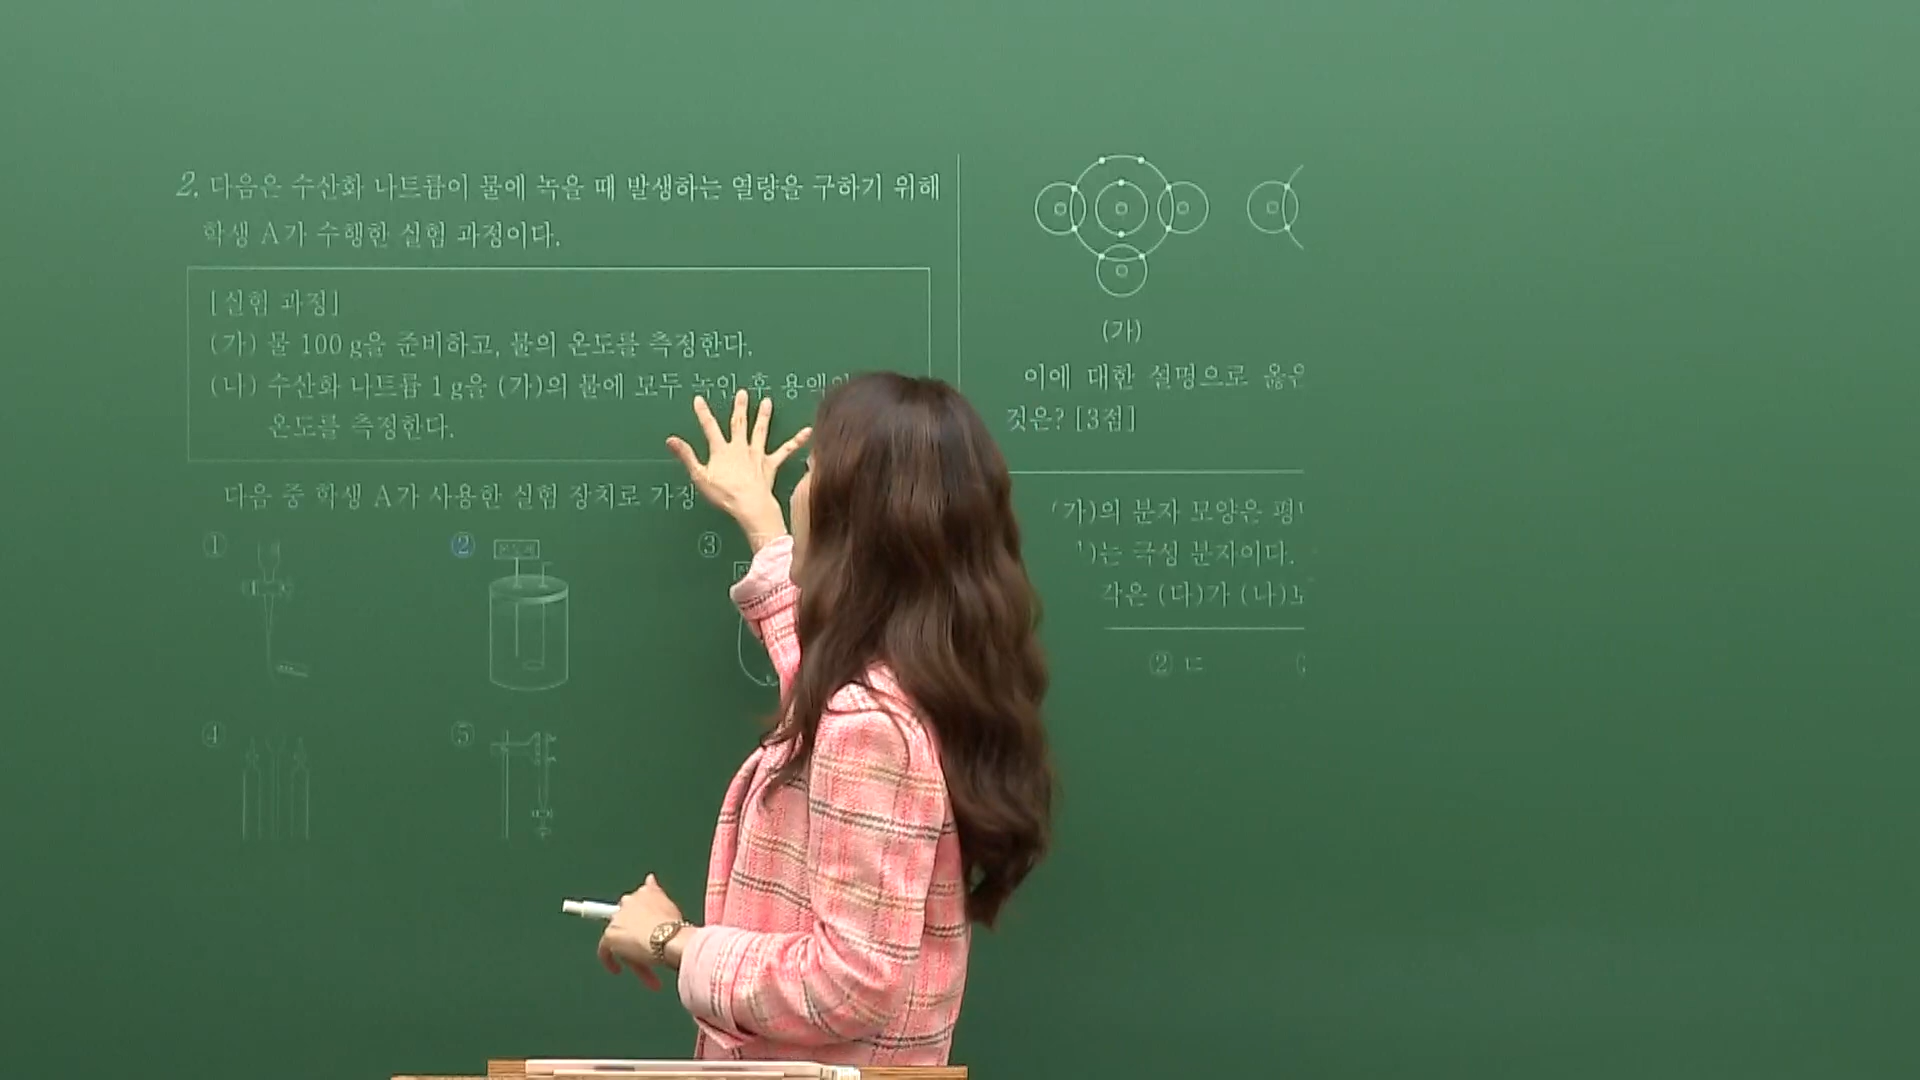 2. 다음은 수산화 나트륨이 물에 녹을 때 발생하는 열량을 구하기 위해
학생 A가 수행한 실험 과정이다.
[실험 과정]
(가) 물 100 g을 준비하고, 물의 온도를 측정한다.
(나) 수산화 나트륨 1 g을 (가)의 물에 모두 녹인 후 용액의
온도를 측정한다.
다음 중 학생 A가 사용한 실험 장치로 가장
①
②
온도계
③
④
⑤
(가)
이에 대한 설명으로 옳은
것은? [3점]
가)의 분자 모양은
)는 극성 분자이다.
각은 (다)가 (나)보
② ㄷ